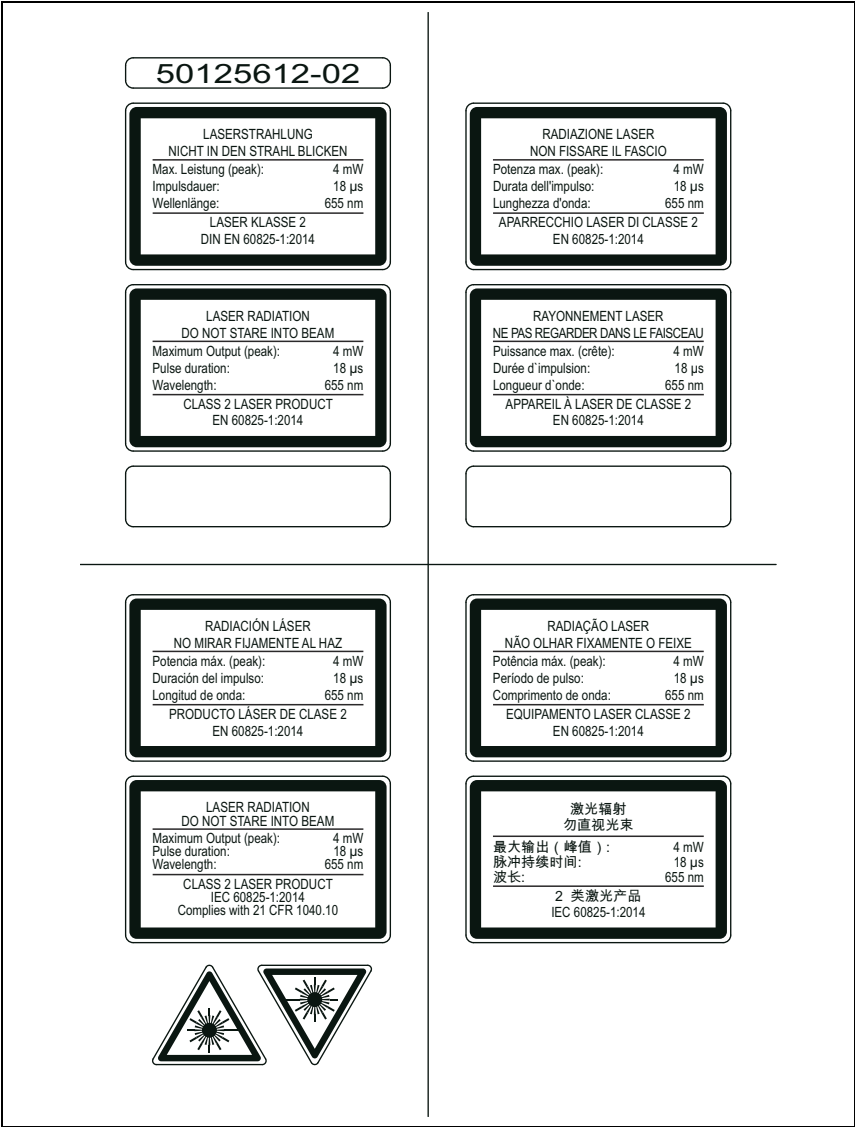 50125612-02
LASERSTRAHLUNG
NICHT IN DEN STRAHL BLICKEN
Max. Leistung (peak): 4 mW
Impulsdauer: 18 µs
Wellenlänge: 655 nm
LASER KLASSE 2
DIN EN 60825-1:2014
RADIAZIONE LASER
NON FISSARE IL FASCIO
Potenza max. (peak): 4 mW
Durata dell'impulso: 18 µs
Lunghezza d'onda: 655 nm
APARRECCHIO LASER DI CLASSE 2
EN 60825-1:2014
LASER RADIATION
DO NOT STARE INTO BEAM
Maximum Output (peak): 4 mW
Pulse duration: 18 µs
Wavelength: 655 nm
CLASS 2 LASER PRODUCT
EN 60825-1:2014
RAYONNEMENT LASER
NE PAS REGARDER DANS LE FAISCEAU
Puissance max. (crête): 4 mW
Durée d`impulsion: 18 µs
Longueur d`onde: 655 nm
APPAREIL À LASER DE CLASSE 2
EN 60825-1:2014
RADIACIÓN LÁSER
NO MIRAR FIJAMENTE AL HAZ
Potencia máx. (peak): 4 mW
Duración del impulso: 18 µs
Longitud de onda: 655 nm
PRODUCTO LÁSER DE CLASE 2
EN 60825-1:2014
RADIAÇÃO LASER
NÃO OLHAR FIXAMENTE O FEIXE
Potência máx. (peak): 4 mW
Período de pulso: 18 µs
Comprimento de onda: 655 nm
EQUIPAMENTO LASER CLASSE 2
EN 60825-1:2014
LASER RADIATION
DO NOT STARE INTO BEAM
Maximum Output (peak): 4 mW
Pulse duration: 18 µs
Wavelength: 655 nm
CLASS 2 LASER PRODUCT
IEC 60825-1:2014
Complies with 21 CFR 1040.10
激光辐射
勿直视光束
最大输出（峰值）: 4 mW
脉冲持续时间: 18 µs
波长: 655 nm
2 类激光产品
IEC 60825-1:2014